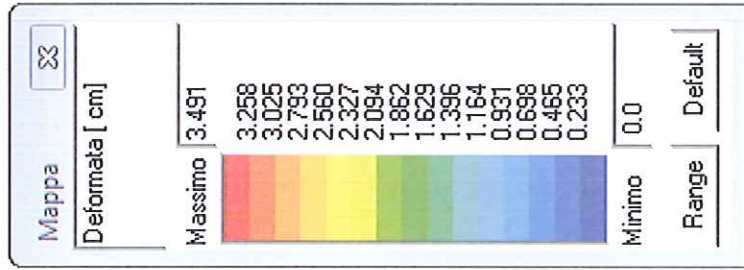 Mappa
Deformata [ cm]
Massimo 3.491
3.258
3.025
2.793
2.560
2.327
2.094
1.862
1.629
1.396
1.164
0.931
0.698
0.465
0.233
Minimo 0.0
Range Default